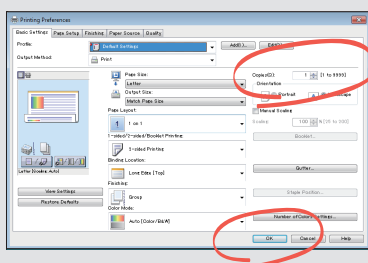 Printing Preferences
Basic Settings Page Setup Finishing Paper Source Quality
Profile: Default Settings Add(1)... Edit(2)...
Output Method: Print
Page Size:
Letter
Output Size:
Match Page Size
Copies(C): 1 [1 to 9999]
Orientation
Portrait
Manual Scaling
Scaling: 100 % [25 to 200]
Page Layout:
1 1 on 1
1-sided/2-sided/Booklet Printing:
1-sided Printing
Booklet...
Binding Location:
Long Edge [Top]
Gutter...
Letter [Scaling: Auto]
Finishing:
Group
Staple Position...
View Settings
Restore Defaults
Color Mode:
Auto [Color/B&W]
Number of Colors Settings...
OK Cancel Help